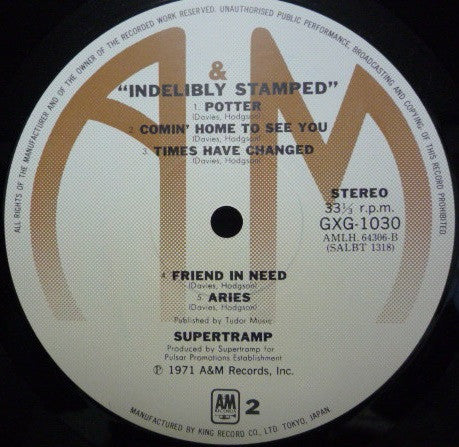 ALL RIGHTS OF THE MANUFACTURER AND OF THE OWNER OF THE RECORDED WORK RESERVED. UNAUTHORISED PUBLIC PERFORMANCE, BROADCASTING AND COPYING OF THIS RECORD PROHIBITED.
A&M
"INDELIBLY STAMPED"
1. POTTER
(Davies, Hodgson)
2. COMIN' HOME TO SEE YOU
(Davies, Hodgson)
3. TIMES HAVE CHANGED
(Davies, Hodgson)
STEREO
33⅓ r.p.m.
GXG-1030
AMLH. 64306-B
(SALBT 1318)
4. FRIEND IN NEED
(Davies, Hodgson)
5. ARIES
(Davies, Hodgson)
Published by Tudor Music
SUPERTRAMP
Produced by Supertramp for
Pulsar Promotions Establishment
℗ 1971 A&M Records, Inc.
A&M
RECORDS
2
MANUFACTURED BY KING RECORD CO., LTD. TOKYO, JAPAN